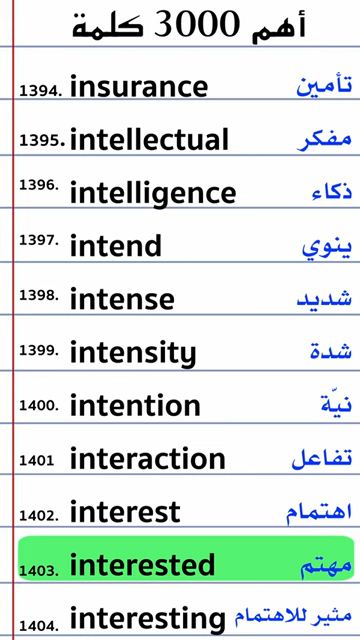 أهم 3000 كلمة
1394. insurance تأمين
1395. intellectual مفكر
1396. intelligence ذكاء
1397. intend ينوي
1398. intense شديد
1399. intensity شدة
1400. intention نيّة
1401 interaction تفاعل
1402. interest اهتمام
1403. interested مهتم
1404. interesting مثير للاهتمام